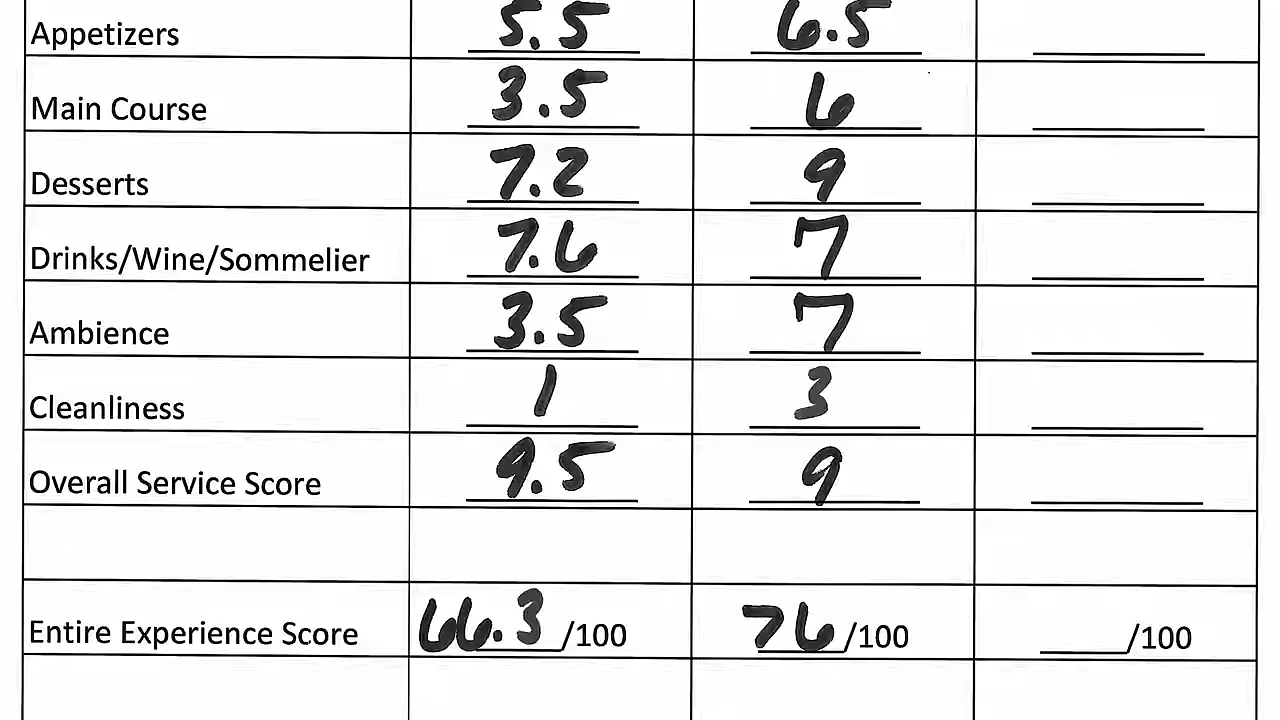 Appetizers 5.5 6.5
Main Course 3.5 6
Desserts 7.2 9
Drinks/Wine/Sommelier 7.6 7
Ambience 3.5 7
Cleanliness 1 3
Overall Service Score 9.5 9
Entire Experience Score 66.3 /100 76 /100 /100